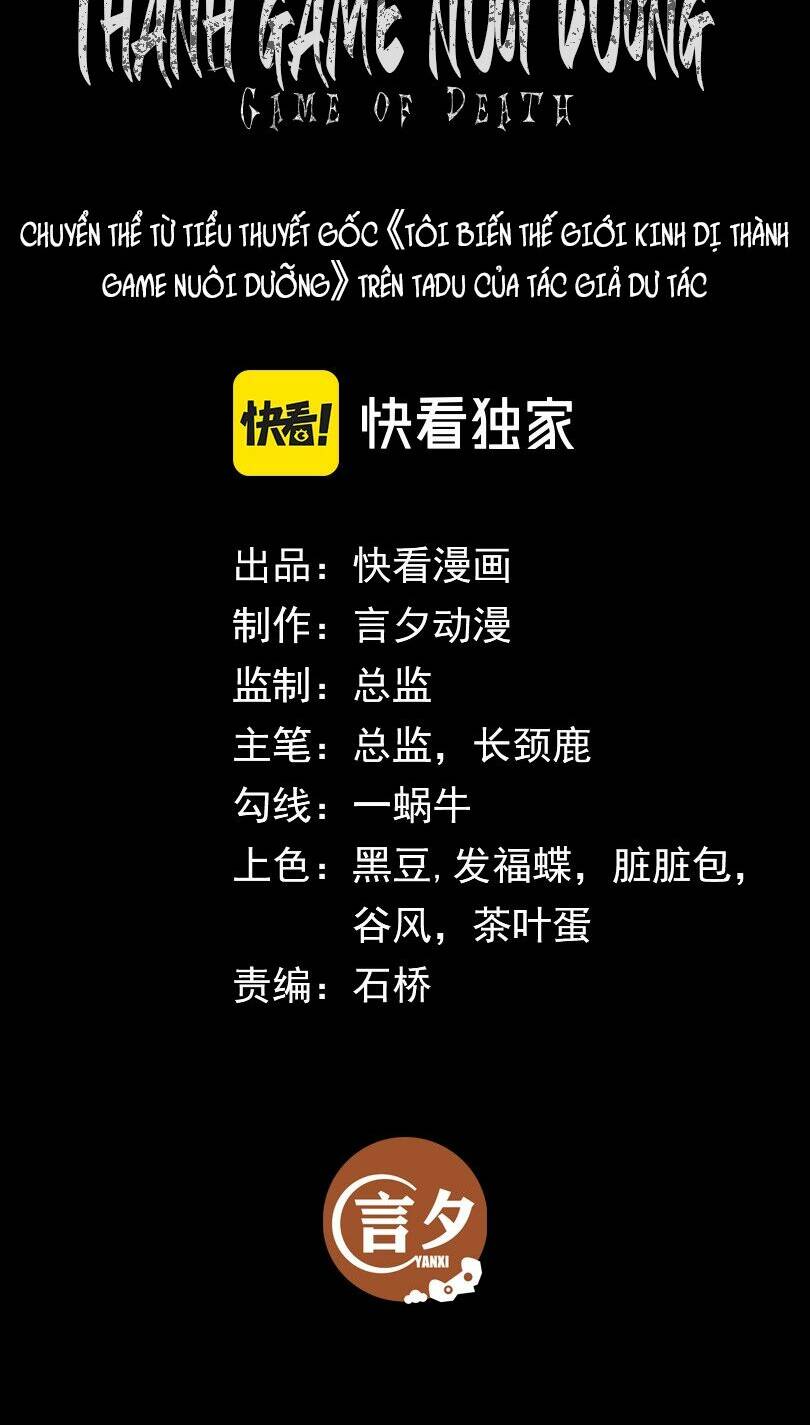 THÀNH GAME NUÔI DƯỠNG
GAME OF DEATH
CHUYỂN THỂ TỪ TIỂU THUYẾT GỐC《TÔI BIẾN THẾ GIỚI KINH DỊ THÀNH
GAME NUÔI DƯỠNG》TRÊN TADU CỦA TÁC GIẢ DƯ TÁC
快看! 快看独家
出品：快看漫画
制作：言夕动漫
监制：总监
主笔：总监，长颈鹿
勾线：一蜗牛
上色：黑豆,发福蝶，脏脏包，
谷风，茶叶蛋
责编：石桥
言夕
YANXI